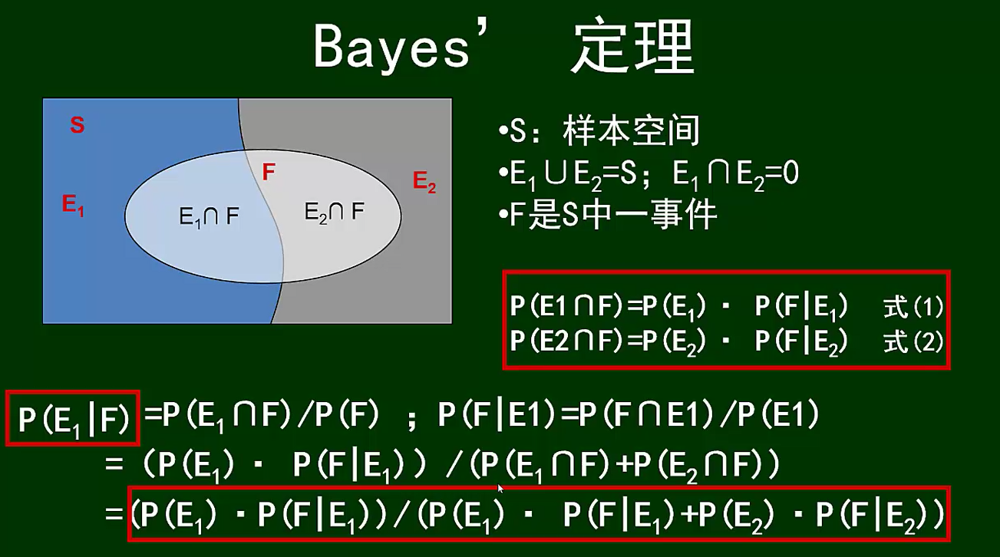 Bayes’ 定理
S
F
E₁
E₂
E₁∩ F
E₂∩ F
•S: 样本空间
•E₁∪E₂=S; E₁∩E₂=0
•F是S中一事件
P(E1∩F)=P(E₁)· P(F|E₁) 式(1)
P(E2∩F)=P(E₂)· P(F|E₂) 式(2)
P(E₁|F) =P(E₁∩F)/P(F) ; P(F|E1)=P(F∩E1)/P(E1)
= (P(E₁)· P(F|E₁)) /(P(E₁∩F)+P(E₂∩F))
=(P(E₁)·P(F|E₁))/(P(E₁)· P(F|E₁)+P(E₂)·P(F|E₂))